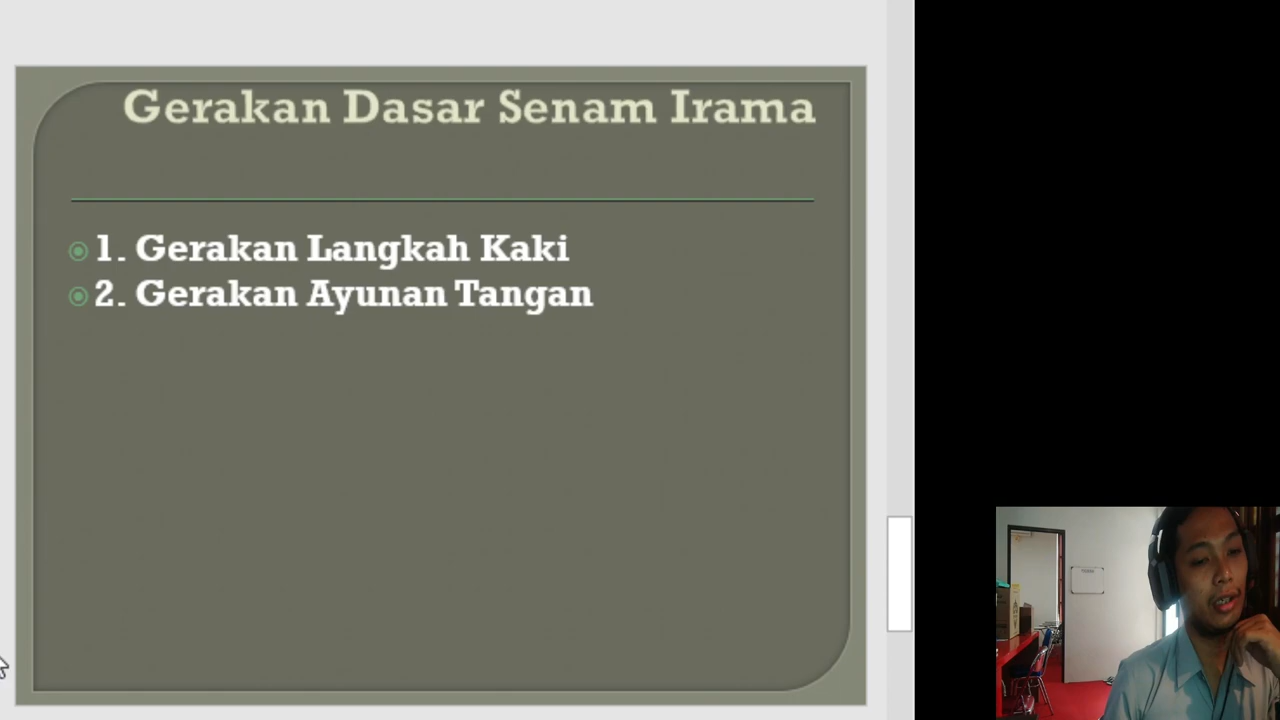 Gerakan Dasar Senam Irama
1. Gerakan Langkah Kaki
2. Gerakan Ayunan Tangan